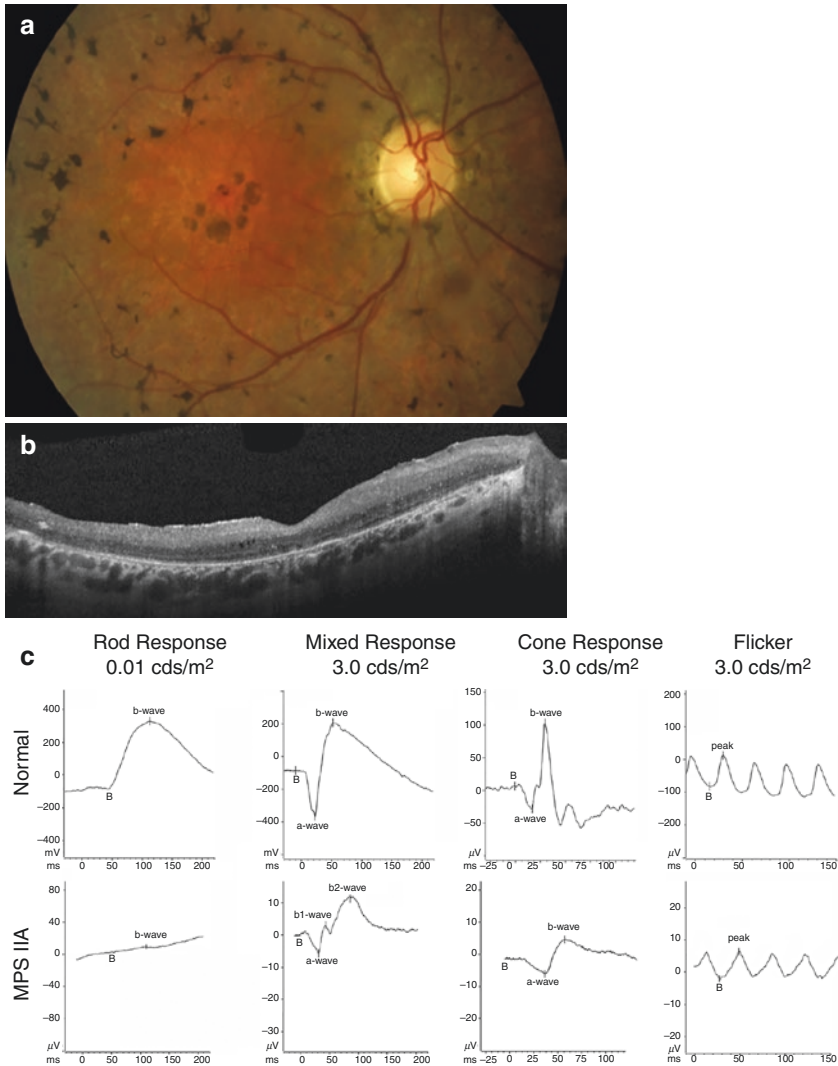 a
b
c
Rod Response
0.01 cds/m²
Mixed Response
3.0 cds/m²
Cone Response
3.0 cds/m²
Flicker
3.0 cds/m²
Normal
400
200
0
−200
−400
mV
ms
0 50 100 150 200
b-wave
B
200
0
−200
−400
mV
ms
0 50 100 150 200
b-wave
B
a-wave
150
100
50
0
−50
µV
ms −25 0 25 50 75 100
b-wave
B
a-wave
200
100
0
−100
−200
µV
ms
0 50 100 150
peak
B
MPS IIA
80
40
0
−40
−80
µV
ms
0 50 100 150 200
b-wave
B
10
0
−10
−20
−30
µV
ms
0 50 100 150 200
b2-wave
b1-wave
B
a-wave
20
10
0
−10
−20
µV
ms −25 0 25 50 75 100
b-wave
B
a-wave
20
10
0
−10
−20
µV
ms
0 50 100 150
peak
B